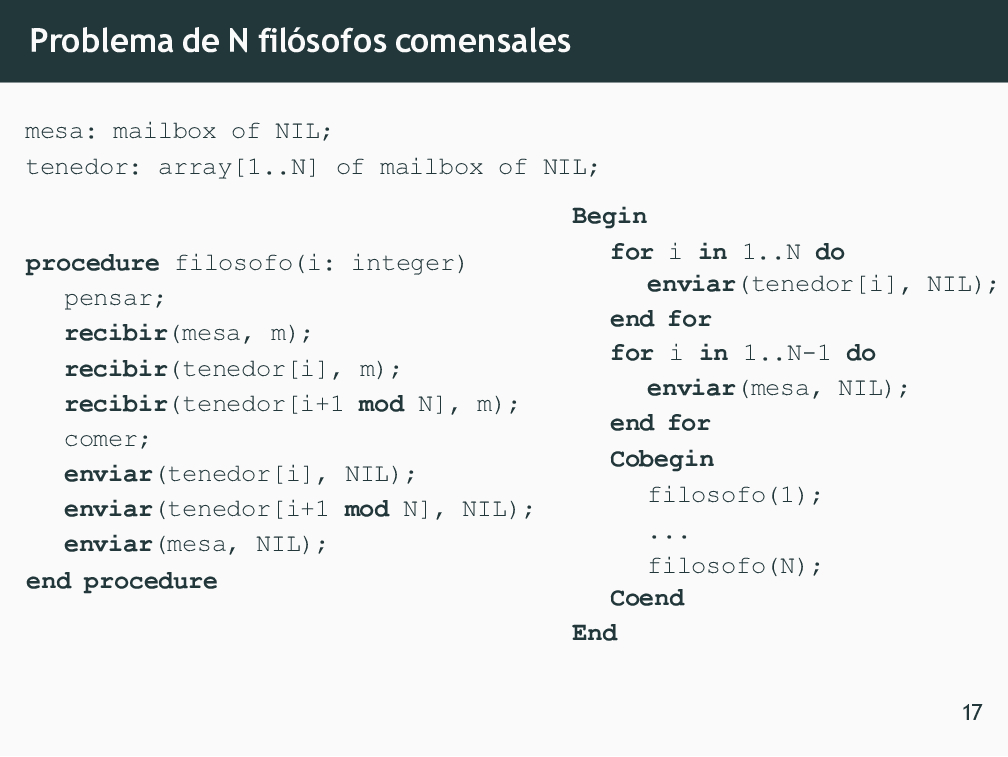 Problema de N filósofos comensales
mesa: mailbox of NIL;
tenedor: array[1..N] of mailbox of NIL;
procedure filosofo(i: integer)
pensar;
recibir(mesa, m);
recibir(tenedor[i], m);
recibir(tenedor[i+1 mod N], m);
comer;
enviar(tenedor[i], NIL);
enviar(tenedor[i+1 mod N], NIL);
enviar(mesa, NIL);
end procedure
Begin
for i in 1..N do
enviar(tenedor[i], NIL);
end for
for i in 1..N-1 do
enviar(mesa, NIL);
end for
Cobegin
filosofo(1);
...
filosofo(N);
Coend
End
17